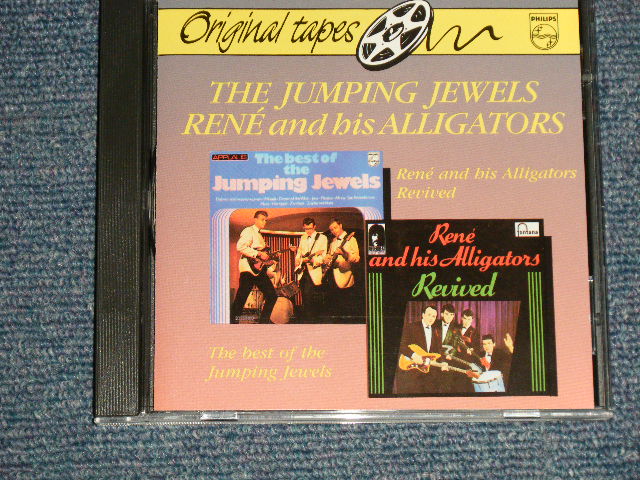 Original tapes
PHILIPS
THE JUMPING JEWELS
RENÉ and his ALLIGATORS
APPLAUS
The best of
the
Jumping Jewels
René and his Alligators
Revived
fontana
René
and his Alligators
Revived
The best of the
Jumping Jewels